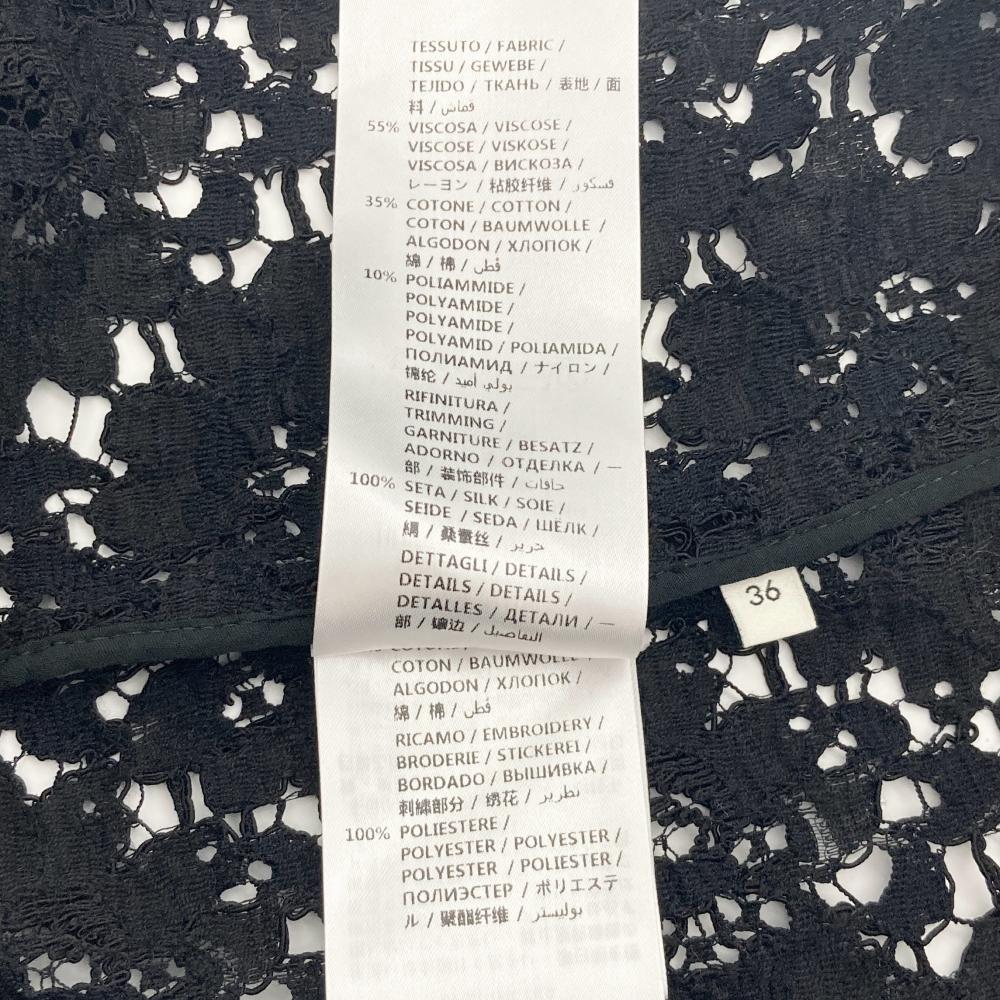 TESSUTO / FABRIC /
TISSU / GEWEBE /
TEJIDO / ТКАНЬ / 表地 / 面
料 / قماش
55% VISCOSA / VISCOSE /
VISCOSE / VISKOSE /
VISCOSA / ВИСКОЗА /
レーヨン / 粘胶纤维 / فسكوز
35% COTONE / COTTON /
COTON / BAUMWOLLE /
ALGODON / ХЛОПОК /
綿 / 棉 / قطن
10% POLIAMMIDE /
POLYAMIDE /
POLYAMIDE /
POLYAMID / POLIAMIDA /
ПОЛИАМИД / ナイロン /
锦纶 / بولي أميد
RIFINITURA /
TRIMMING /
GARNITURE / BESATZ /
ADORNO / ОТДЕЛКА / 一
部 / 装饰部件 / حافات
100% SETA / SILK / SOIE /
SEIDE / SEDA / ШЁЛК /
絹 / 桑蚕丝 / حرير
DETTAGLI / DETAILS /
DETAILS / DETAILS /
DETALLES / ДЕТАЛИ / 一
部 / 镶边 / التفاصيل
COTON / BAUMWOLLE /
ALGODON / ХЛОПОК /
綿 / 棉 / قطن
RICAMO / EMBROIDERY /
BRODERIE / STICKEREI /
BORDADO / ВЫШИВКА /
刺繍部分 / 绣花 / تطريز
100% POLIESTERE /
POLYESTER / POLYESTER /
POLYESTER / POLIESTER /
ПОЛИЭСТЕР / ポリエステ
ル / 聚酯纤维 / بوليستر
36